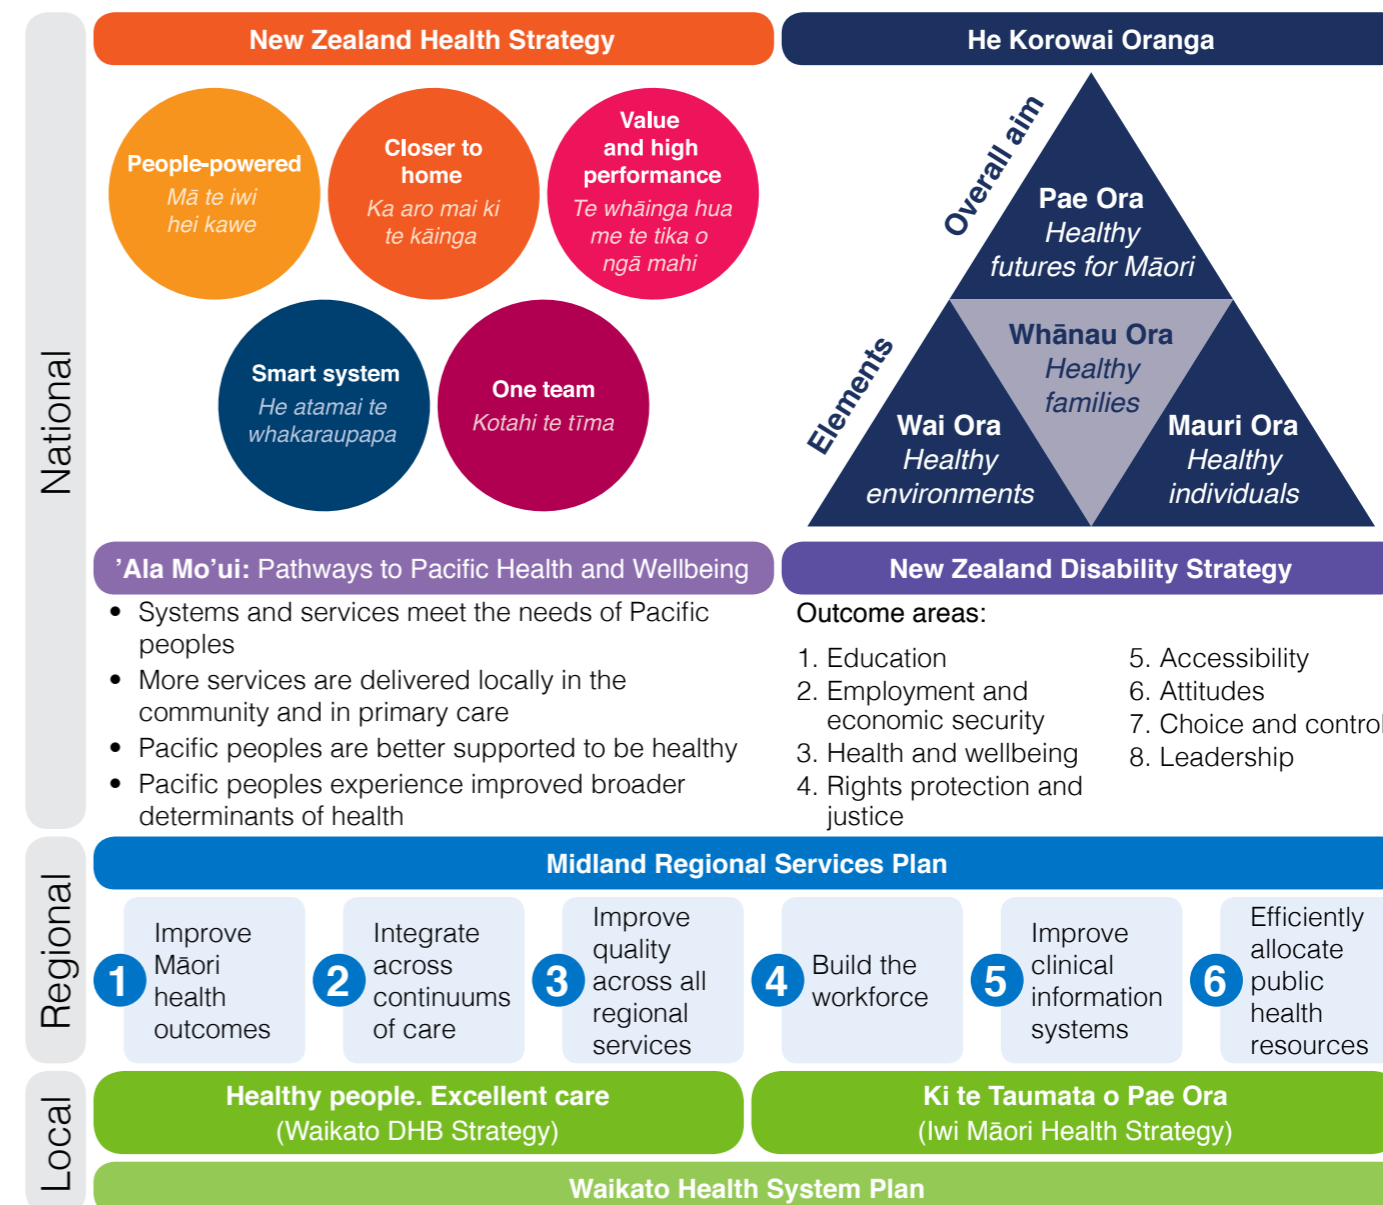 National
New Zealand Health Strategy
People-powered
Mā te iwi
hei kawe
Closer to
home
Ka aro mai ki
te kāinga
Value
and high
performance
Te whāinga hua
me te tika o
ngā mahi
Smart system
He atamai te
whakaraupapa
One team
Kotahi te tīma
He Korowai Oranga
Overall aim
Pae Ora
Healthy
futures for Māori
Elements
Whānau Ora
Healthy
families
Wai Ora
Healthy
environments
Mauri Ora
Healthy
individuals
’Ala Mo’ui: Pathways to Pacific Health and Wellbeing
• Systems and services meet the needs of Pacific
peoples
• More services are delivered locally in the
community and in primary care
• Pacific peoples are better supported to be healthy
• Pacific peoples experience improved broader
determinants of health
New Zealand Disability Strategy
Outcome areas:
1. Education
2. Employment and
economic security
3. Health and wellbeing
4. Rights protection and
justice
5. Accessibility
6. Attitudes
7. Choice and control
8. Leadership
Regional
Midland Regional Services Plan
1
Improve
Māori
health
outcomes
2
Integrate
across
continuums
of care
3
Improve
quality
across all
regional
services
4
Build the
workforce
5
Improve
clinical
information
systems
6
Efficiently
allocate
public
health
resources
Local
Healthy people. Excellent care
(Waikato DHB Strategy)
Ki te Taumata o Pae Ora
(Iwi Māori Health Strategy)
Waikato Health System Plan